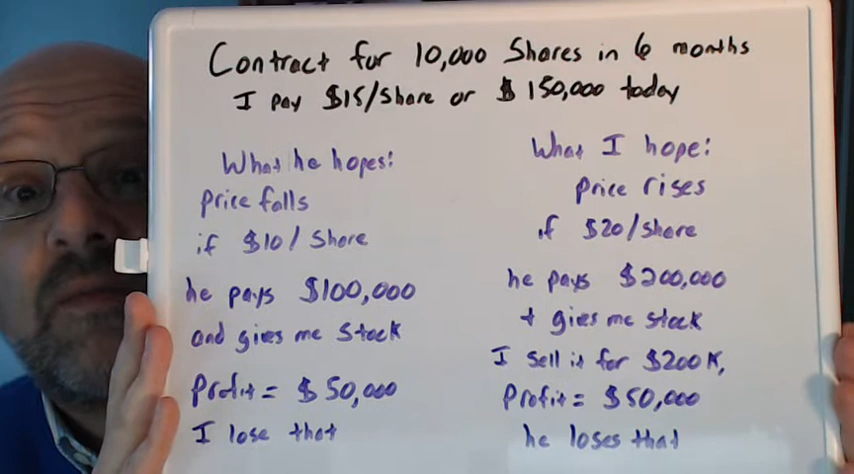 Contract for 10,000 Shares in 6 months
I pay $15/share or $150,000 today
What he hopes:
price falls
if $10/share
he pays $100,000
and gives me stock
Profit = $50,000
I lose that
What I hope:
price rises
if $20/share
he pays $200,000
+ gives me stock
I sell it for $200K,
Profit = $50,000
he loses that